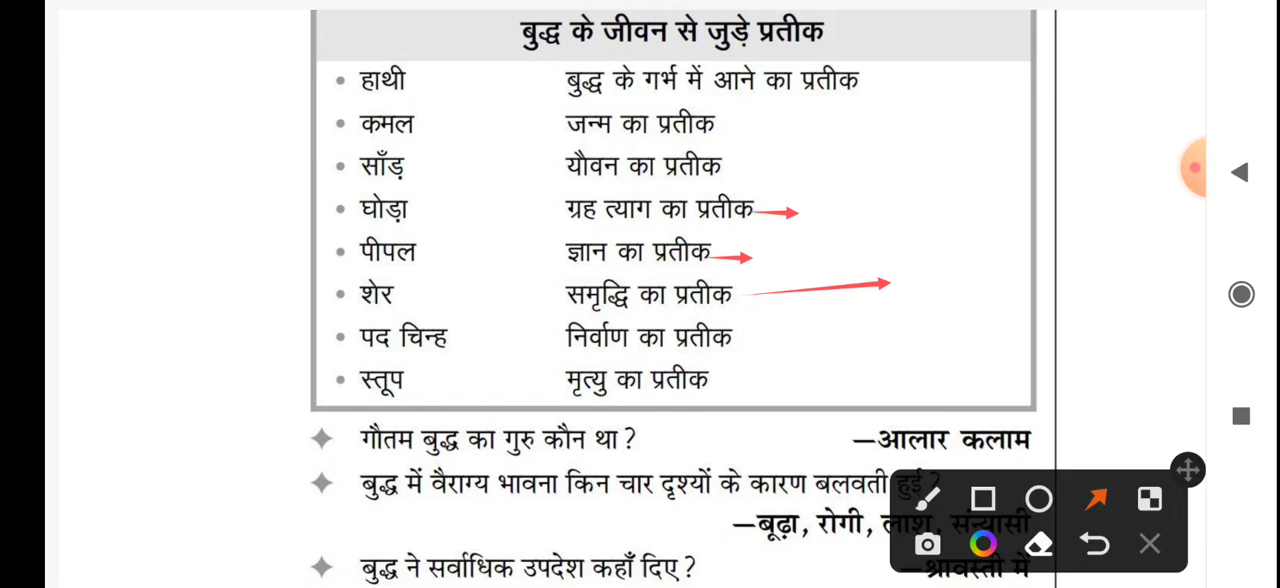 बुद्ध के जीवन से जुड़े प्रतीक
• हाथी बुद्ध के गर्भ में आने का प्रतीक
• कमल जन्म का प्रतीक
• साँड़ यौवन का प्रतीक
• घोड़ा ग्रह त्याग का प्रतीक
• पीपल ज्ञान का प्रतीक
• शेर समृद्धि का प्रतीक
• पद चिन्ह निर्वाण का प्रतीक
• स्तूप मृत्यु का प्रतीक
✦ गौतम बुद्ध का गुरु कौन था? —आलार कलाम
✦ बुद्ध में वैराग्य भावना किन चार दृश्यों के कारण बलवती हुई?
—बूढ़ा, रोगी, लाश, संन्यासी
✦ बुद्ध ने सर्वाधिक उपदेश कहाँ दिए? —श्रावस्ती में